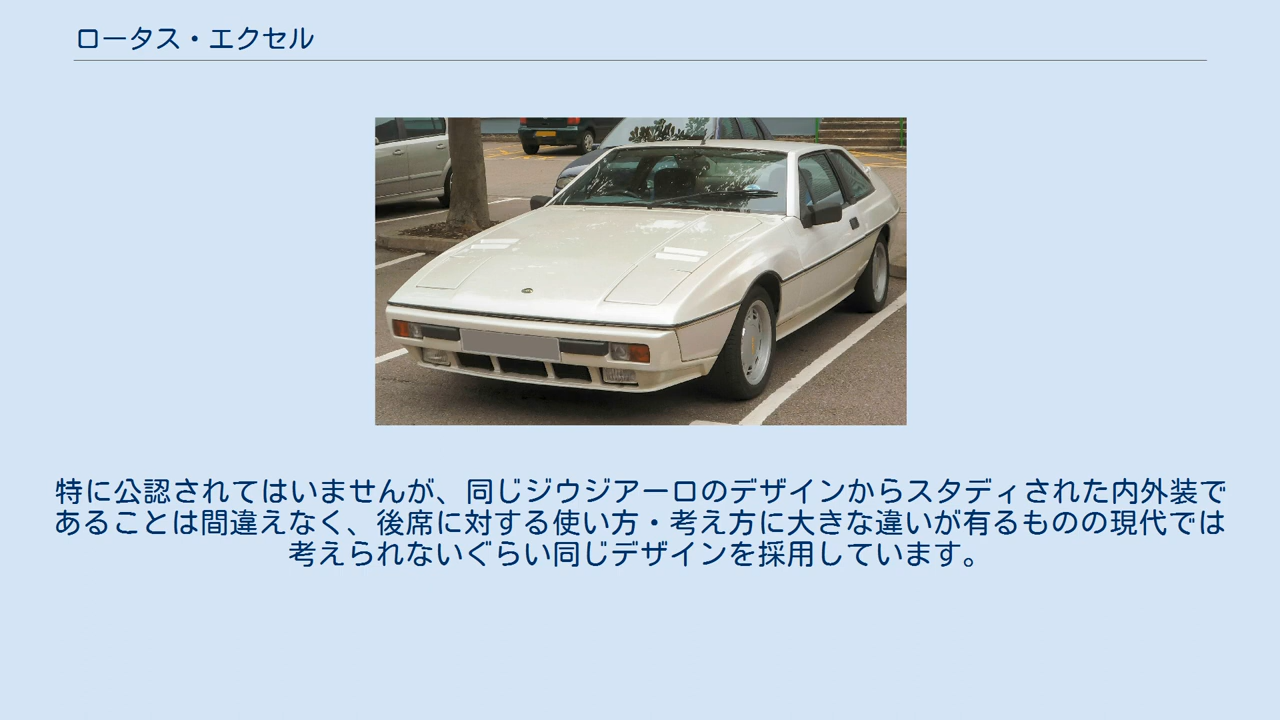 ロータス・エクセル
特に公認されてはいませんが、同じジウジアーロのデザインからスタディされた内外装で
あることは間違えなく、後席に対する使い方・考え方に大きな違いが有るものの現代では
考えられないぐらい同じデザインを採用しています。